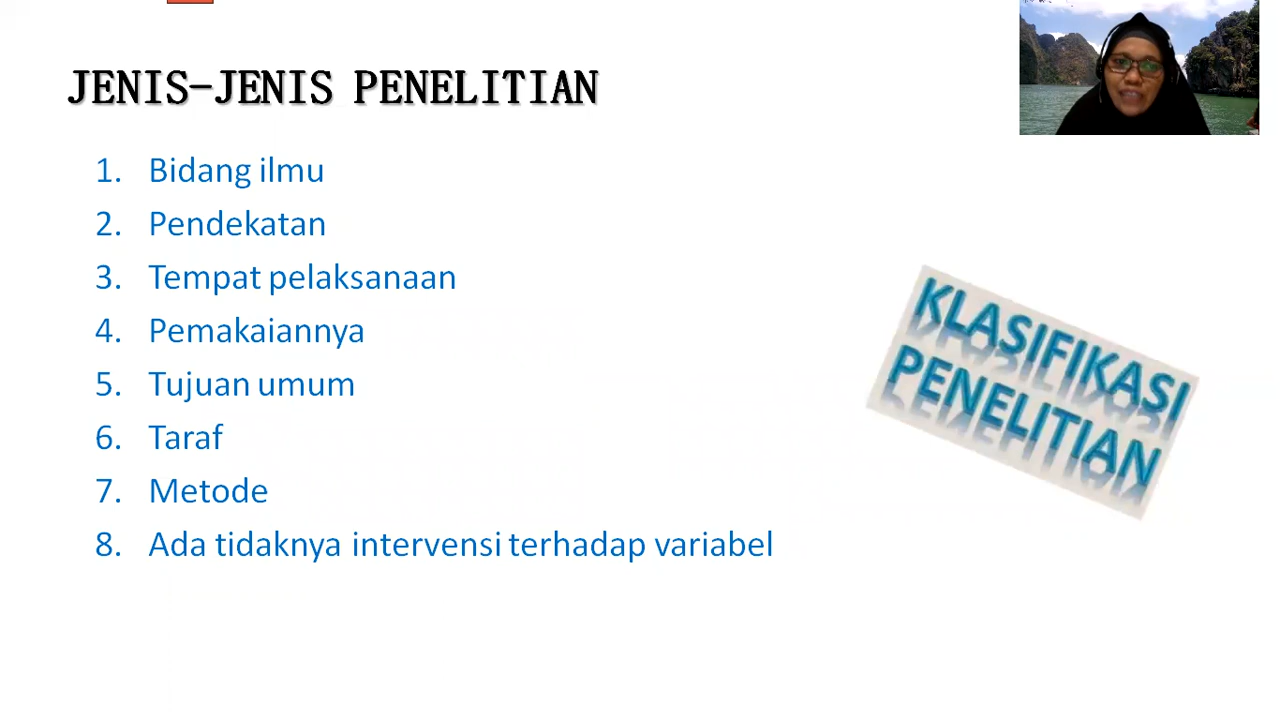 JENIS-JENIS PENELITIAN
1. Bidang ilmu
2. Pendekatan
3. Tempat pelaksanaan
4. Pemakaiannya
5. Tujuan umum
6. Taraf
7. Metode
8. Ada tidaknya intervensi terhadap variabel
KLASIFIKASI
PENELITIAN